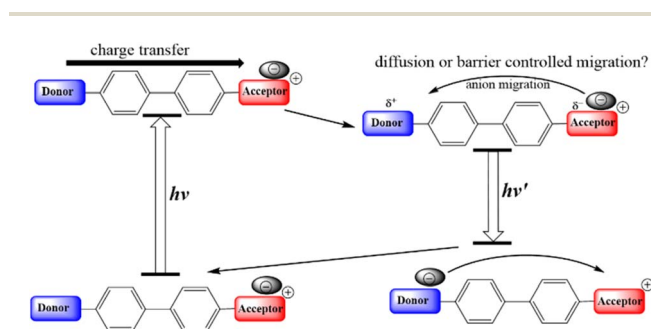 charge transfer
Donor
Acceptor
⊖
⊕
diffusion or barrier controlled migration?
anion migration
δ⁺
δ⁻
⊖
⊕
Donor
Acceptor
hν
hν'
Donor
Acceptor
⊖
⊕
Donor
Acceptor
⊖
+